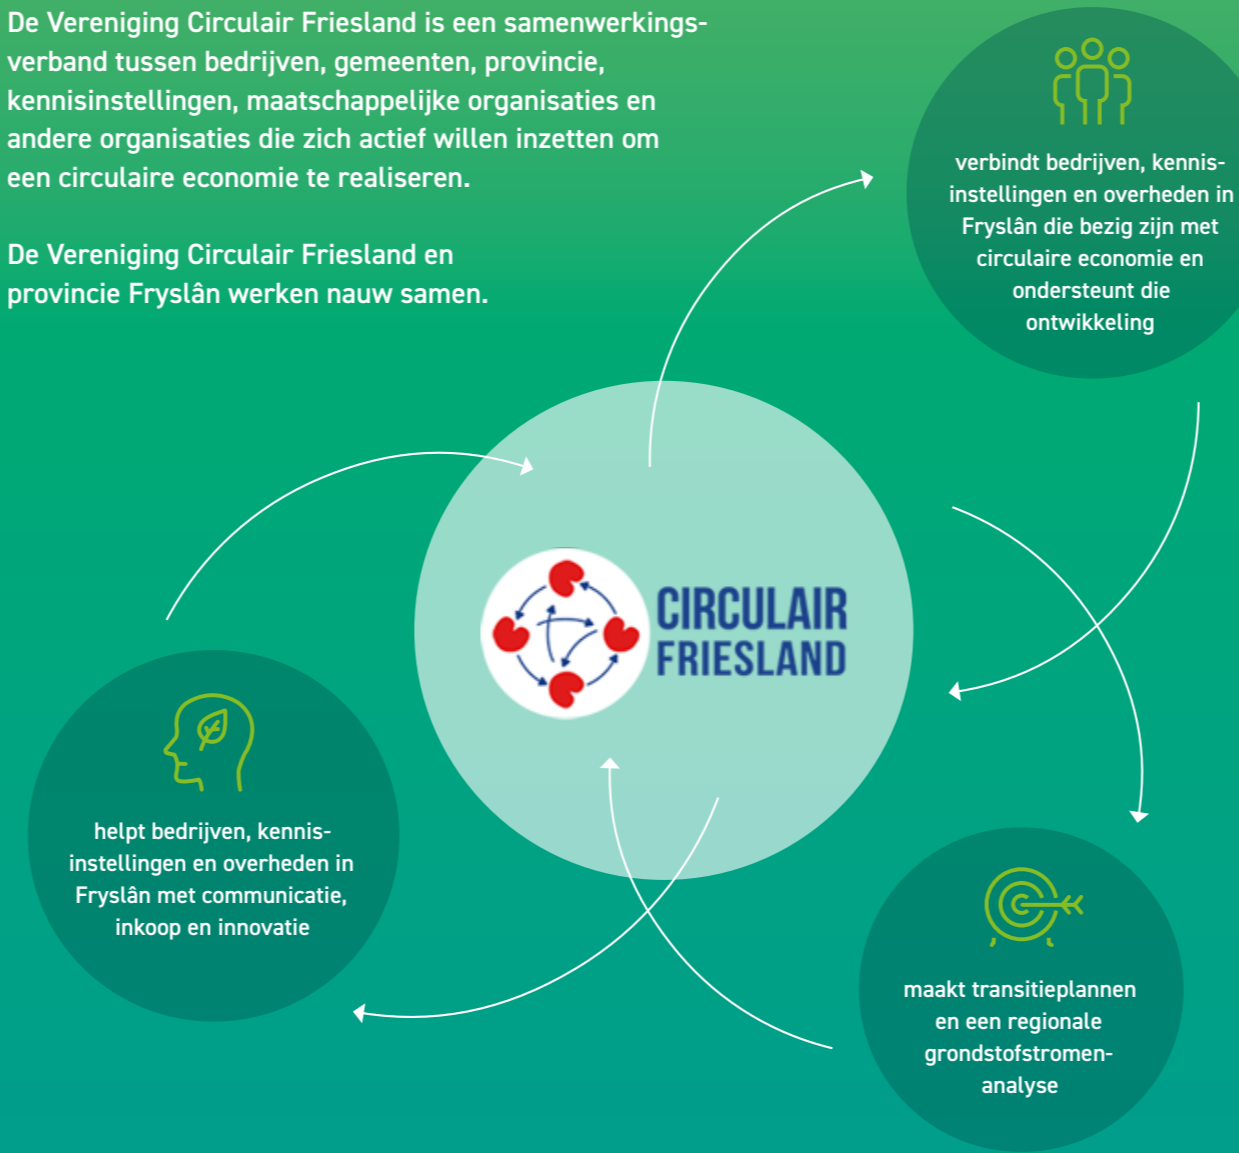 De Vereniging Circulair Friesland is een samenwerkings-
verband tussen bedrijven, gemeenten, provincie,
kennisinstellingen, maatschappelijke organisaties en
andere organisaties die zich actief willen inzetten om
een circulaire economie te realiseren.
De Vereniging Circulair Friesland en
provincie Fryslân werken nauw samen.
verbindt bedrijven, kennis-
instellingen en overheden in
Fryslân die bezig zijn met
circulaire economie en
ondersteunt die
ontwikkeling
CIRCULAIR
FRIESLAND
helpt bedrijven, kennis-
instellingen en overheden in
Fryslân met communicatie,
inkoop en innovatie
maakt transitieplannen
en een regionale
grondstofstromen-
analyse